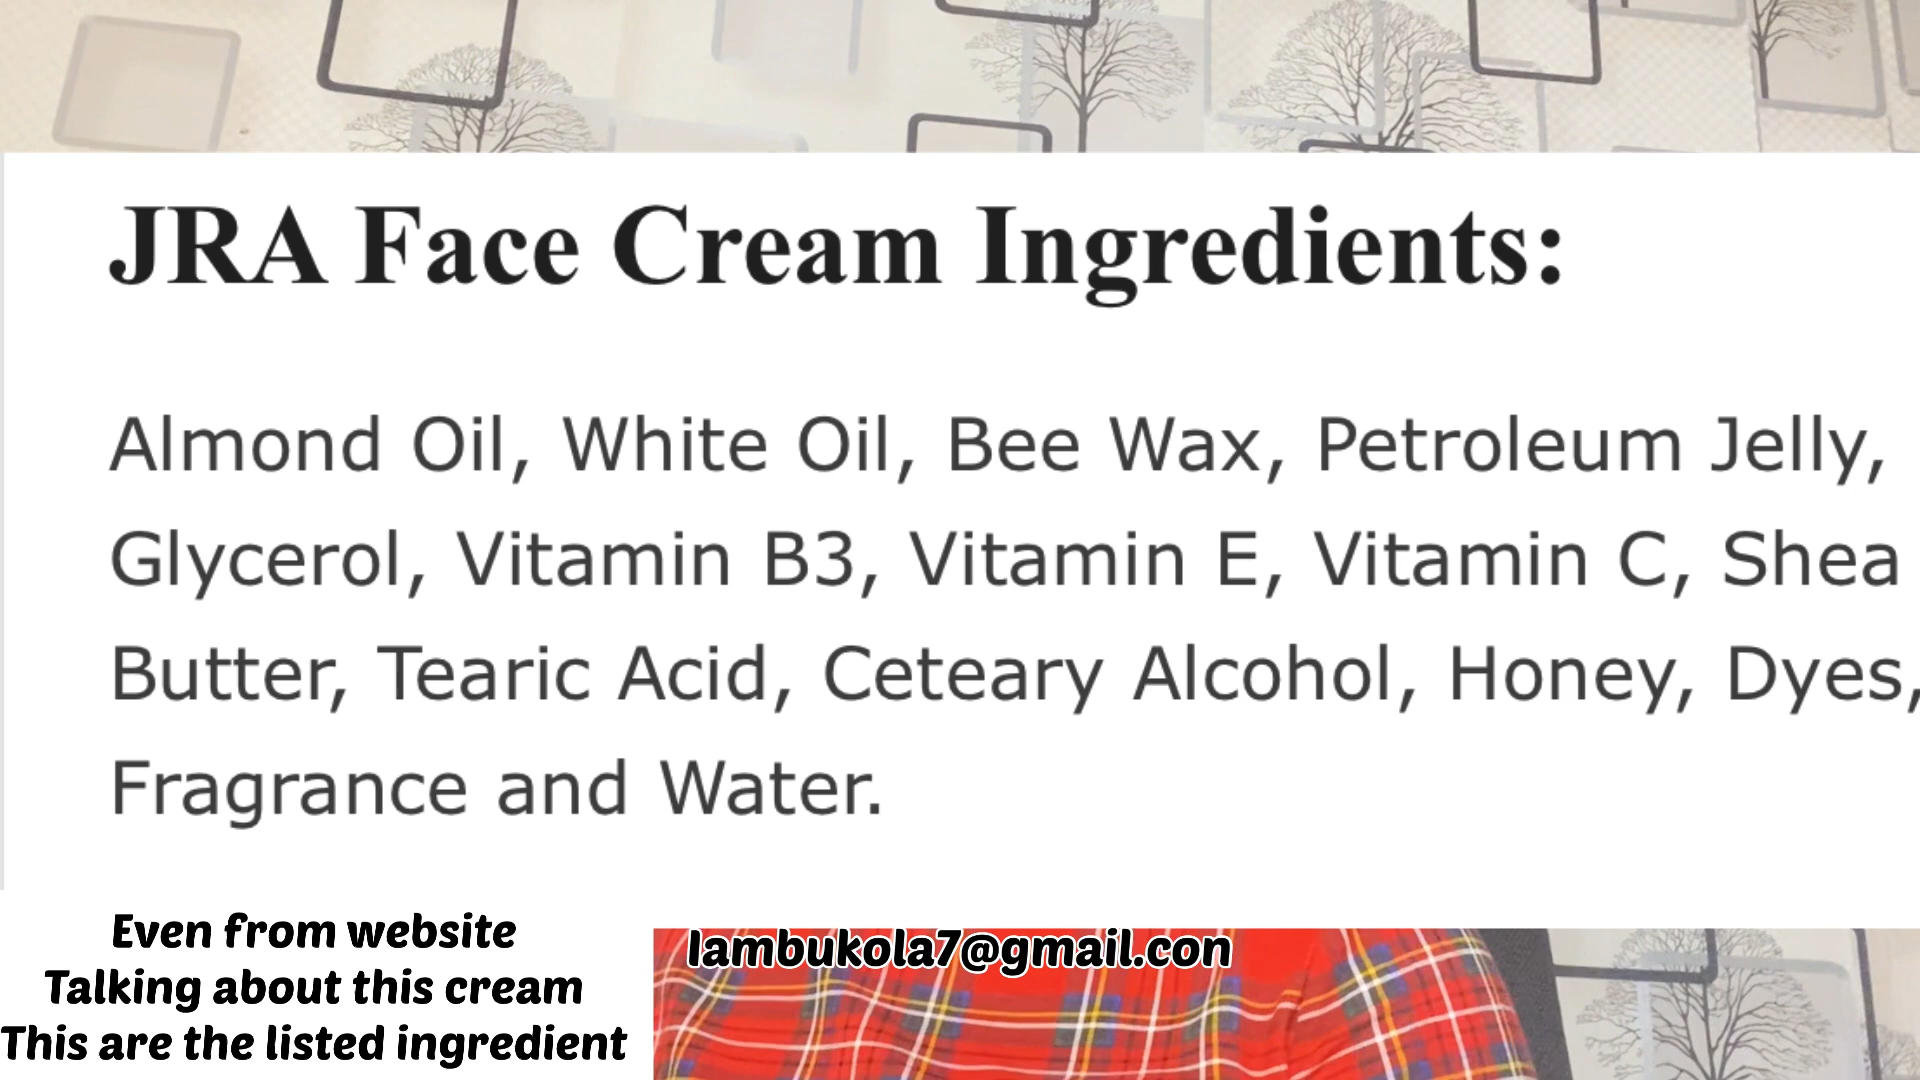 JRA Face Cream Ingredients:
Almond Oil, White Oil, Bee Wax, Petroleum Jelly,
Glycerol, Vitamin B3, Vitamin E, Vitamin C, Shea
Butter, Tearic Acid, Ceteary Alcohol, Honey, Dyes,
Fragrance and Water.
Even from website
Talking about this cream
This are the listed ingredient
Iambukola7@gmail.con